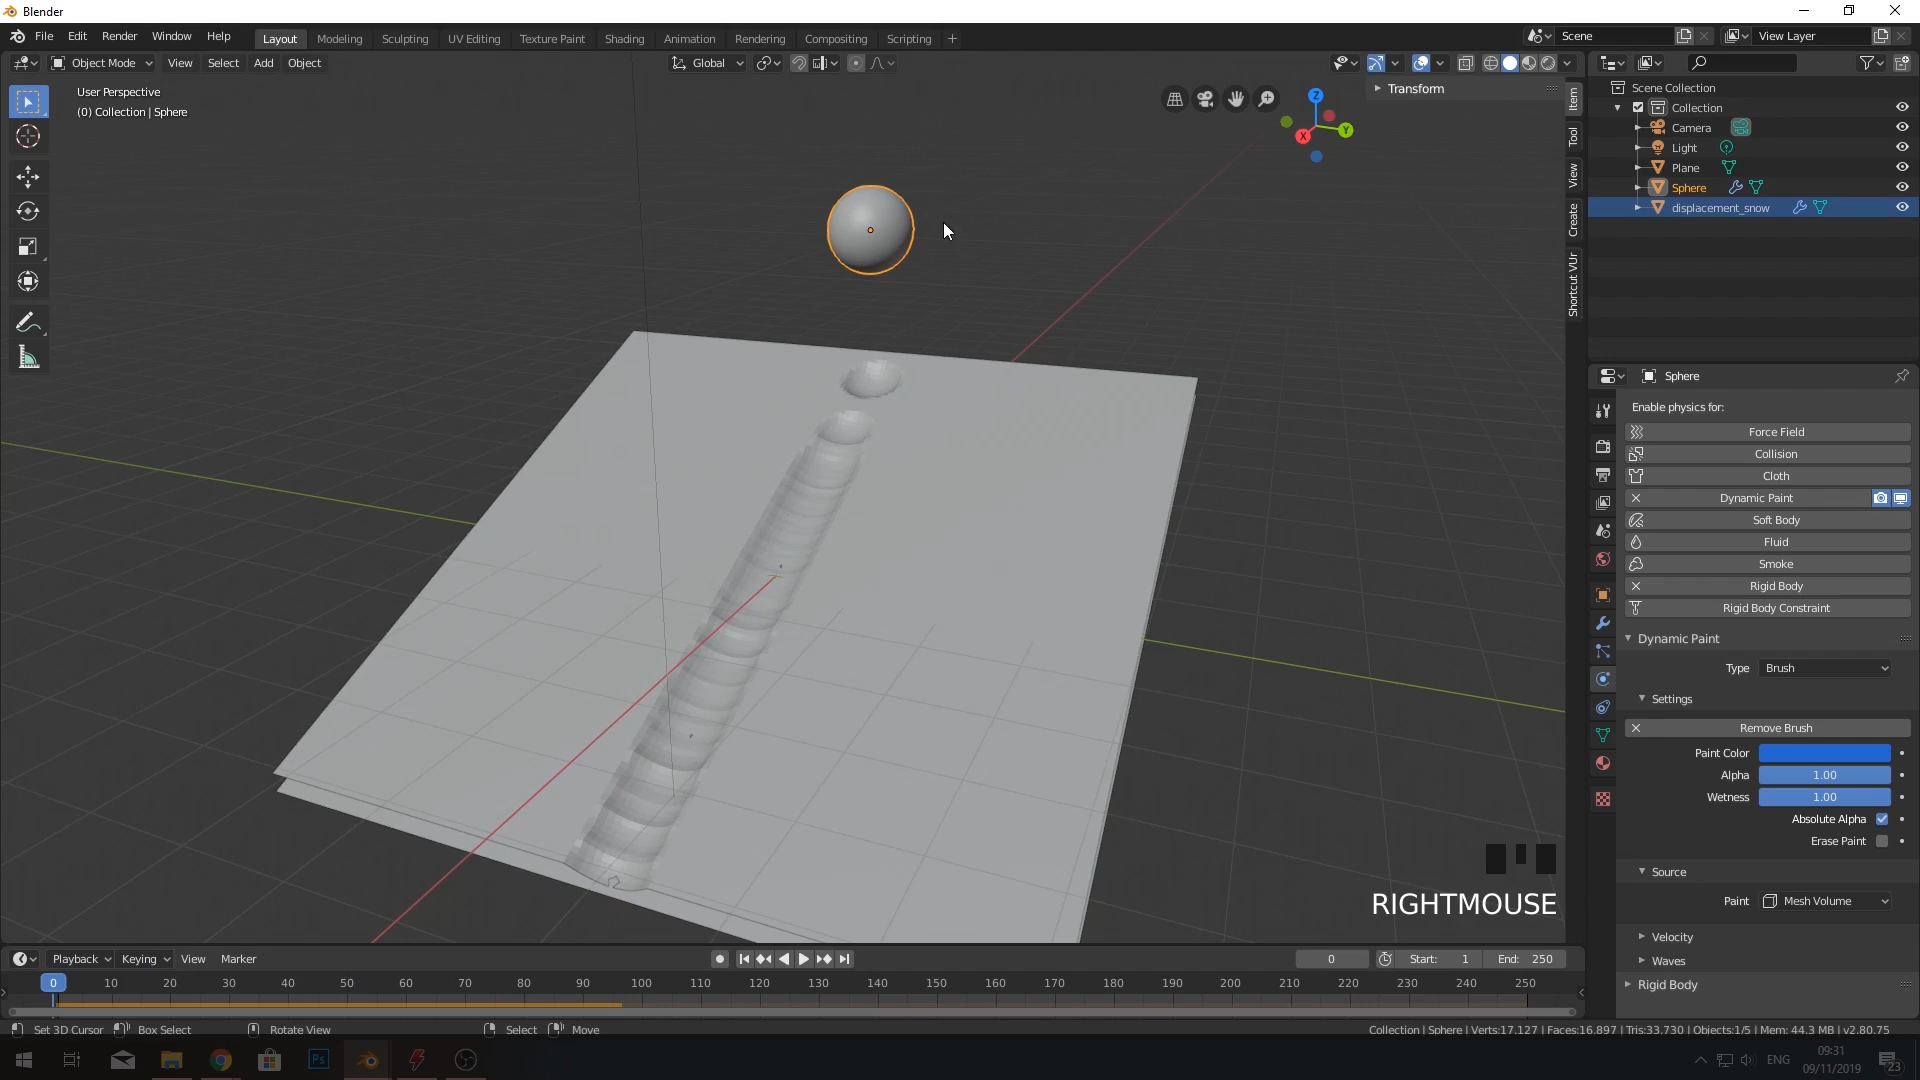 Blender
File Edit Render Window Help
Layout Modeling Sculpting UV Editing Texture Paint Shading Animation Rendering Compositing Scripting +
Scene
View Layer
Object Mode View Select Add Object
Global
User Perspective
(0) Collection | Sphere
Transform
Z
Y
X
Item
Tool
View
Create
Shortcut VUr
Scene Collection
Collection
Camera
Light
Plane
Sphere
displacement_snow
Sphere
Enable physics for:
Force Field
Collision
Cloth
Dynamic Paint
Soft Body
Fluid
Smoke
Rigid Body
Rigid Body Constraint
Dynamic Paint
Type Brush
Settings
Remove Brush
Paint Color
Alpha 1.00
Wetness 1.00
Absolute Alpha
Erase Paint
Source
Paint Mesh Volume
Velocity
Waves
Rigid Body
RIGHTMOUSE
Playback Keying View Marker
0 Start: 1 End: 250
0 10 20 30 40 50 60 70 80 90 100 110 120 130 140 150 160 170 180 190 200 210 220 230 240 250
Set 3D Cursor Box Select Rotate View Select Move
Collection | Sphere | Verts:17,127 | Faces:16,897 | Tris:33,730 | Objects:1/5 | Mem: 44.3 MB | v2.80.75
Ps
ENG
09:31
09/11/2019
23